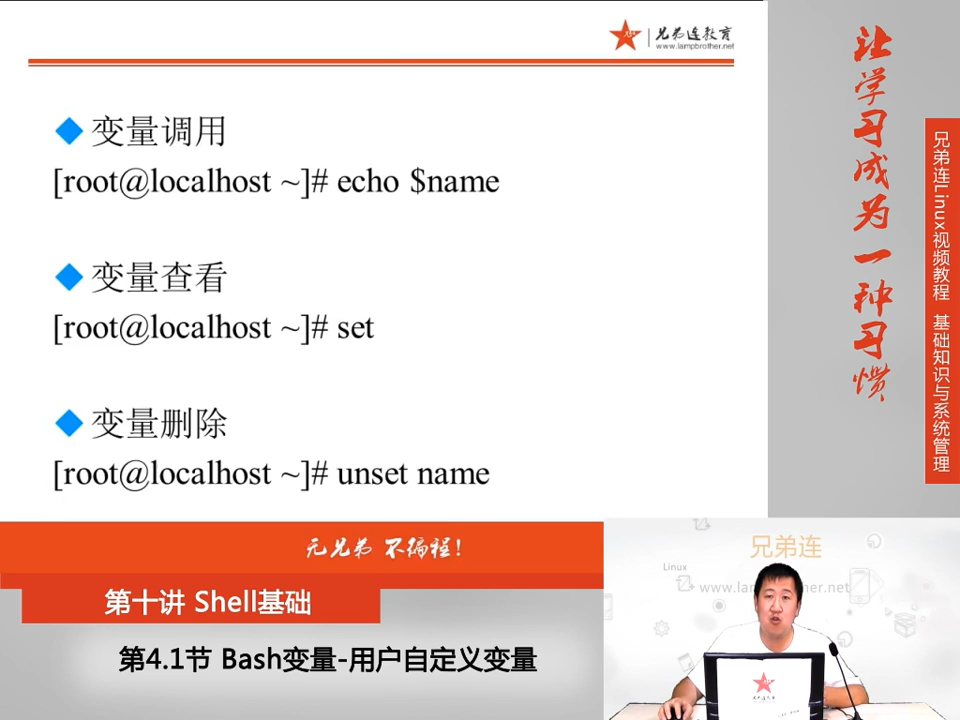 兄弟连教育
www.lampbrother.net
变量调用
[root@localhost ~]# echo $name
变量查看
[root@localhost ~]# set
变量删除
[root@localhost ~]# unset name
让学习成为一种习惯
兄弟连Linux视频教程 基础知识与系统管理
无兄弟 不编程!
第十讲 Shell基础
第4.1节 Bash变量-用户自定义变量
兄弟连
Linux